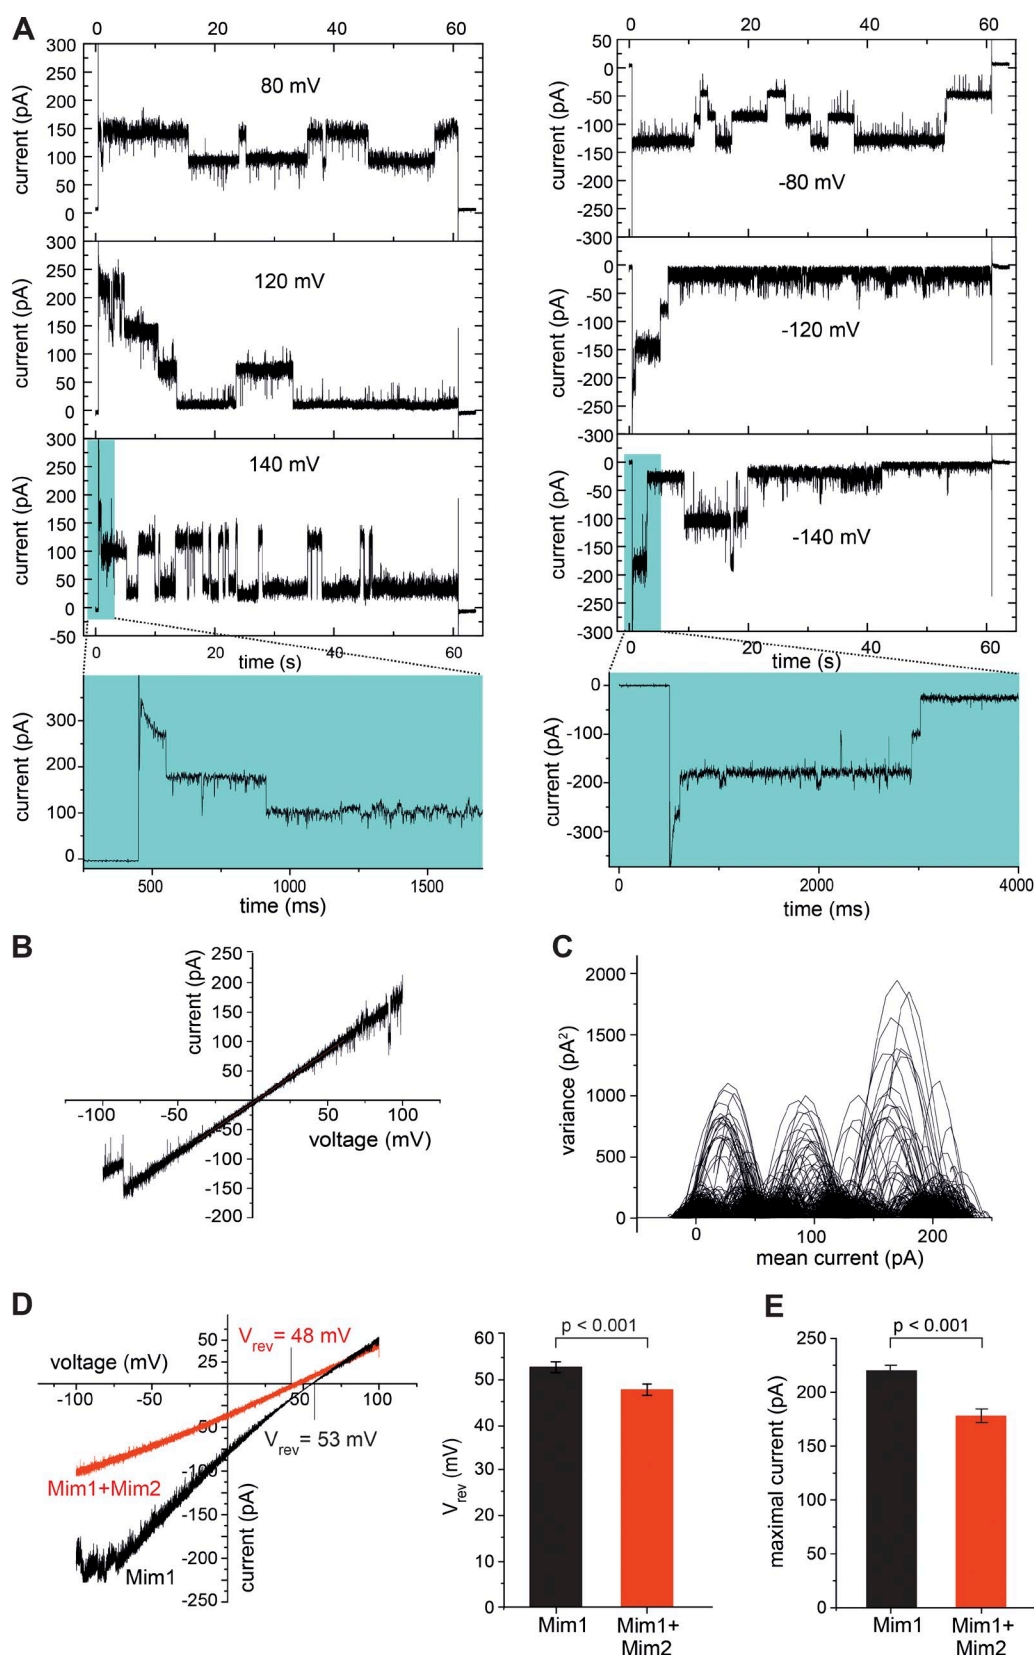 A
0 20 40 60
300
250
200
150
100
50
0
current (pA)
80 mV
300
250
200
150
100
50
0
current (pA)
120 mV
300
250
200
150
100
50
0
-50
current (pA)
140 mV
0 20 40 60
time (s)
300
200
100
0
current (pA)
500 1000 1500
time (ms)
0 20 40 60
50
0
-50
-100
-150
-200
-250
-300
current (pA)
-80 mV
0
-50
-100
-150
-200
-250
-300
current (pA)
-120 mV
0
-50
-100
-150
-200
-250
-300
current (pA)
-140 mV
0 20 40 60
time (s)
0
-100
-200
-300
current (pA)
0 2000 4000
time (ms)
B
250
200
150
100
50
-50
-100
-150
-200
current (pA)
-100 -50 50 100
voltage (mV)
C
2000
1500
1000
500
0
variance (pA²)
0 100 200
mean current (pA)
D
50
25
-50
-100
-150
-200
-250
voltage (mV)
-100 -50 50 100
Vrev= 48 mV
Vrev= 53 mV
Mim1+Mim2
Mim1
current (pA)
60
50
40
30
20
10
0
Vrev (mV)
p < 0.001
Mim1 Mim1+
Mim2
E
250
225
200
175
150
125
100
75
50
25
0
maximal current (pA)
p < 0.001
Mim1 Mim1+
Mim2